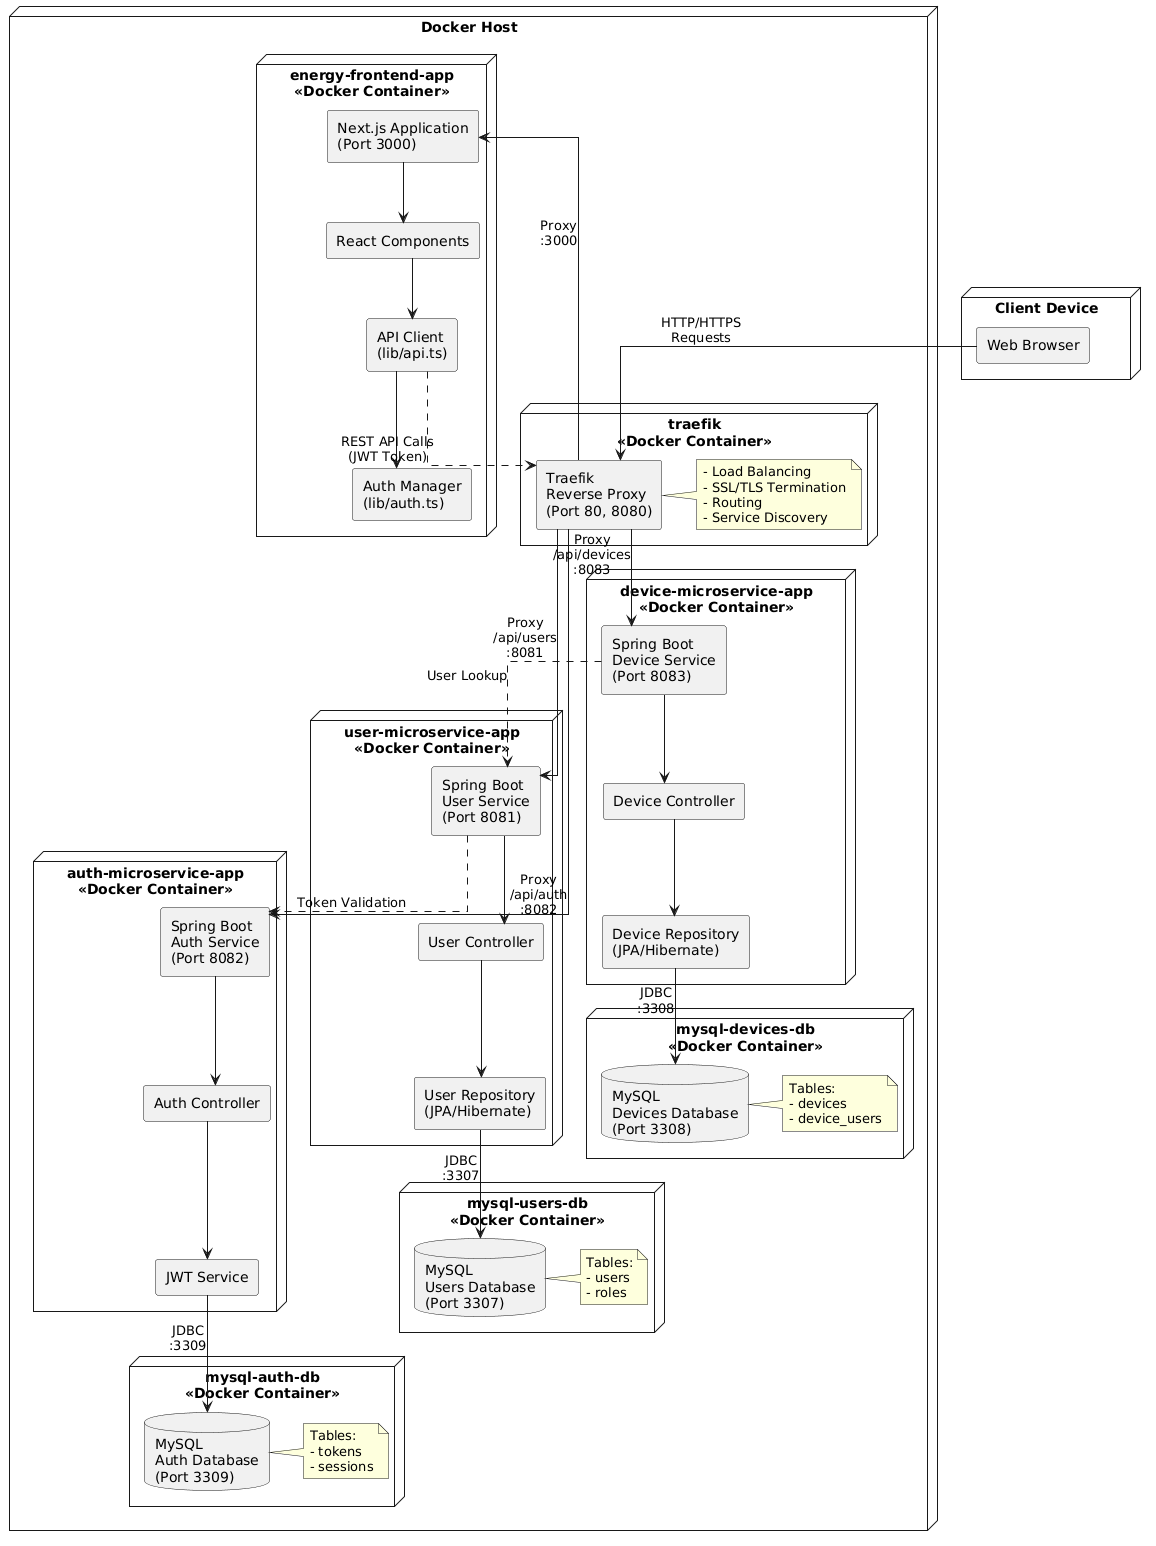 Docker Host
energy-frontend-app
«Docker Container»
Next.js Application
(Port 3000)
React Components
API Client
(lib/api.ts)
REST API Calls
(JWT Token)
Auth Manager
(lib/auth.ts)
Proxy
:3000
HTTP/HTTPS
Requests
Client Device
Web Browser
traefik
«Docker Container»
Traefik
Reverse Proxy
(Port 80, 8080)
- Load Balancing
- SSL/TLS Termination
- Routing
- Service Discovery
Proxy
/api/devices
:8083
device-microservice-app
«Docker Container»
Spring Boot
Device Service
(Port 8083)
Device Controller
Device Repository
(JPA/Hibernate)
Proxy
/api/users
:8081
User Lookup
user-microservice-app
«Docker Container»
Spring Boot
User Service
(Port 8081)
Proxy
/api/auth
:8082
User Controller
User Repository
(JPA/Hibernate)
Token Validation
auth-microservice-app
«Docker Container»
Spring Boot
Auth Service
(Port 8082)
Auth Controller
JWT Service
JDBC
:3308
mysql-devices-db
«Docker Container»
MySQL
Devices Database
(Port 3308)
Tables:
- devices
- device_users
JDBC
:3307
mysql-users-db
«Docker Container»
MySQL
Users Database
(Port 3307)
Tables:
- users
- roles
JDBC
:3309
mysql-auth-db
«Docker Container»
MySQL
Auth Database
(Port 3309)
Tables:
- tokens
- sessions